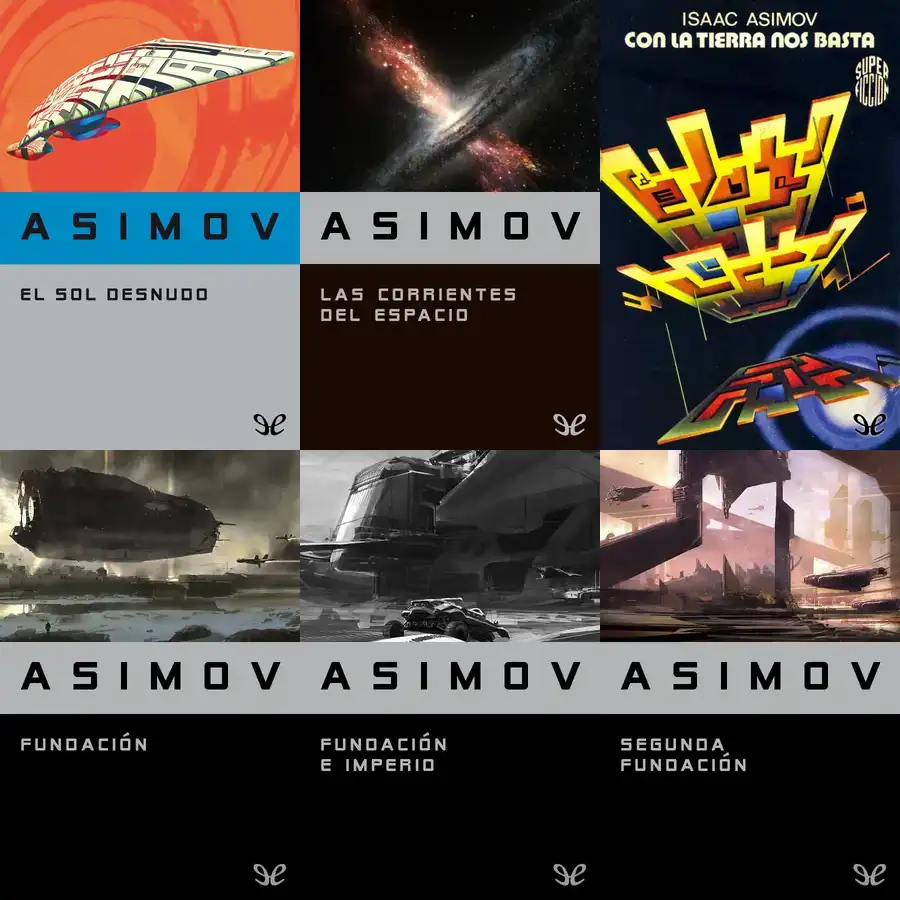 ASIMOV
EL SOL DESNUDO
ASIMOV
LAS CORRIENTES
DEL ESPACIO
ISAAC ASIMOV
CON LA TIERRA NOS BASTA
SUPER
FICCION
ASIMOV
FUNDACIÓN
ASIMOV
FUNDACIÓN
E IMPERIO
ASIMOV
SEGUNDA
FUNDACIÓN